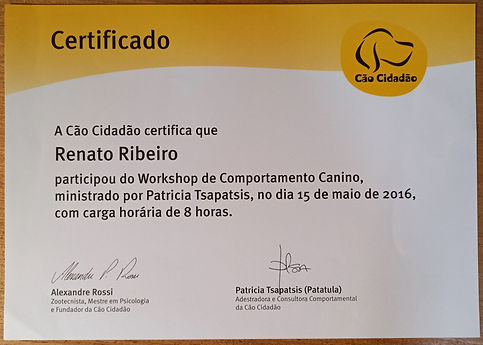 Certificado
Cão Cidadão
A Cão Cidadão certifica que
Renato Ribeiro
participou do Workshop de Comportamento Canino,
ministrado por Patricia Tsapatsis, no dia 15 de maio de 2016,
com carga horária de 8 horas.
Alexandre P. Rossi
Alexandre Rossi
Zootecnista, Mestre em Psicologia
e Fundador da Cão Cidadão
Patricia Tsapatsis (Patatula)
Adestradora e Consultora Comportamental
da Cão Cidadão